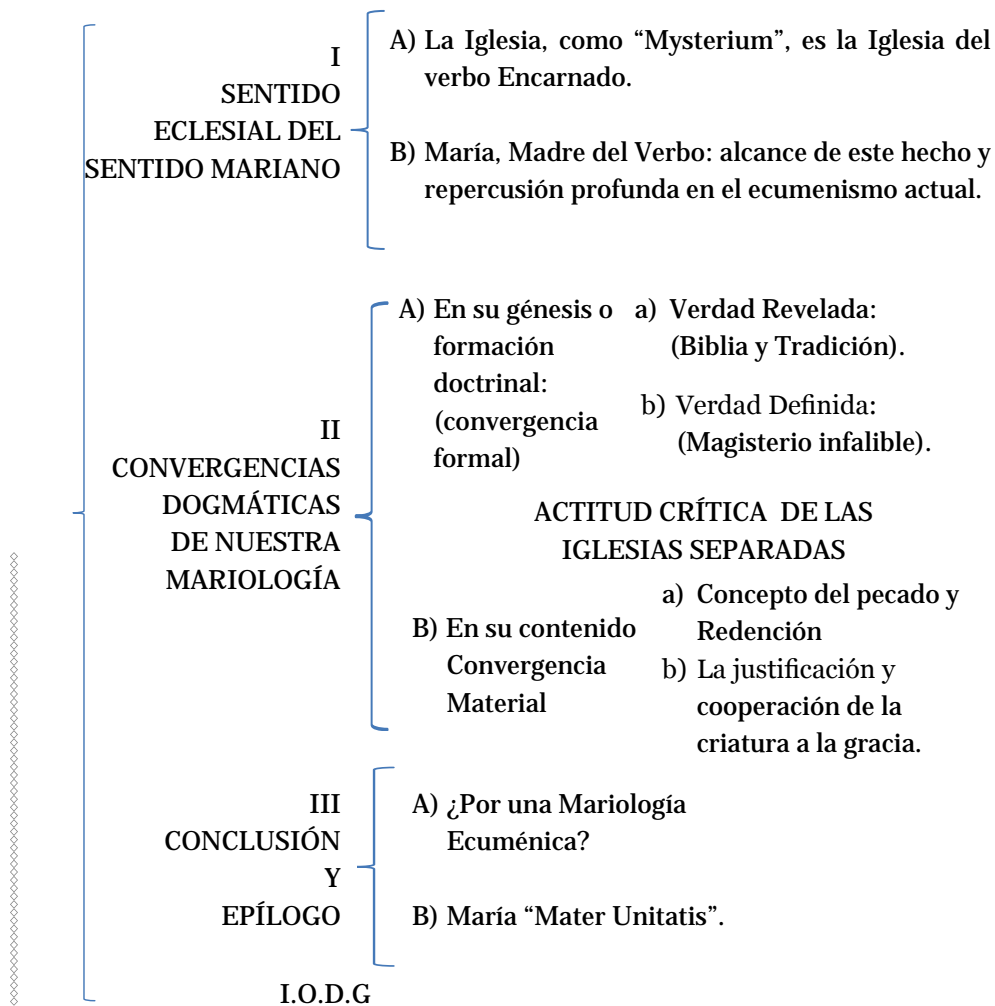 I
SENTIDO
ECLESIAL DEL
SENTIDO MARIANO
A) La Iglesia, como “Mysterium”, es la Iglesia del
verbo Encarnado.
B) María, Madre del Verbo: alcance de este hecho y
repercusión profunda en el ecumenismo actual.
II
CONVERGENCIAS
DOGMÁTICAS
DE NUESTRA
MARIOLOGÍA
A) En su génesis o
formación
doctrinal:
(convergencia
formal)
a) Verdad Revelada:
(Biblia y Tradición).
b) Verdad Definida:
(Magisterio infalible).
ACTITUD CRÍTICA DE LAS
IGLESIAS SEPARADAS
B) En su contenido
Convergencia
Material
a) Concepto del pecado y
Redención
b) La justificación y
cooperación de la
criatura a la gracia.
III
CONCLUSIÓN
Y
EPÍLOGO
A) ¿Por una Mariología
Ecuménica?
B) María “Mater Unitatis”.
I.O.D.G